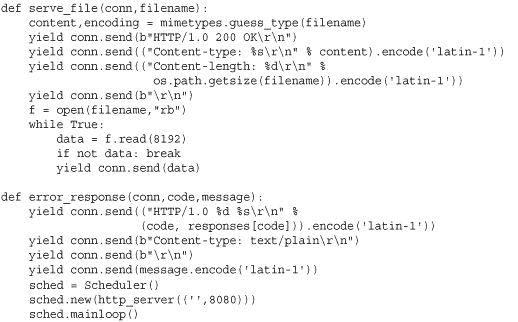 def serve_file(conn,filename):
    content,encoding = mimetypes.guess_type(filename)
    yield conn.send(b"HTTP/1.0 200 OK\r\n")
    yield conn.send(("Content-type: %s\r\n" % content).encode('latin-1'))
    yield conn.send(("Content-length: %d\r\n" %
                     os.path.getsize(filename)).encode('latin-1'))
    yield conn.send(b"\r\n")
    f = open(filename,"rb")
    while True:
        data = f.read(8192)
        if not data: break
        yield conn.send(data)

def error_response(conn,code,message):
    yield conn.send(("HTTP/1.0 %d %s\r\n" %
                    (code, responses[code])).encode('latin-1'))
    yield conn.send(b"Content-type: text/plain\r\n")
    yield conn.send(b"\r\n")
    yield conn.send(message.encode('latin-1'))
    sched = Scheduler()
    sched.new(http_server(('',8080)))
    sched.mainloop()